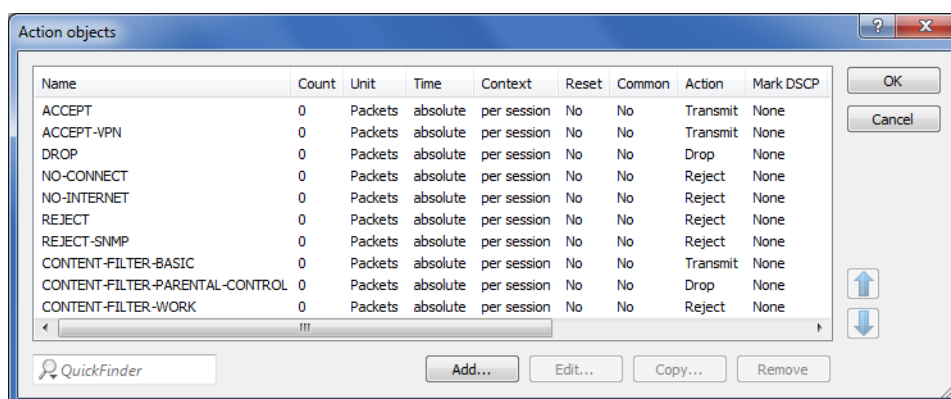 Action objects
Name Count Unit Time Context Reset Common Action Mark DSCP
ACCEPT 0 Packets absolute per session No No Transmit None
ACCEPT-VPN 0 Packets absolute per session No No Transmit None
DROP 0 Packets absolute per session No No Drop None
NO-CONNECT 0 Packets absolute per session No No Reject None
NO-INTERNET 0 Packets absolute per session No No Reject None
REJECT 0 Packets absolute per session No No Reject None
REJECT-SNMP 0 Packets absolute per session No No Reject None
CONTENT-FILTER-BASIC 0 Packets absolute per session No No Transmit None
CONTENT-FILTER-PARENTAL-CONTROL 0 Packets absolute per session No No Drop None
CONTENT-FILTER-WORK 0 Packets absolute per session No No Reject None
OK
Cancel
QuickFinder
Add... Edit... Copy... Remove